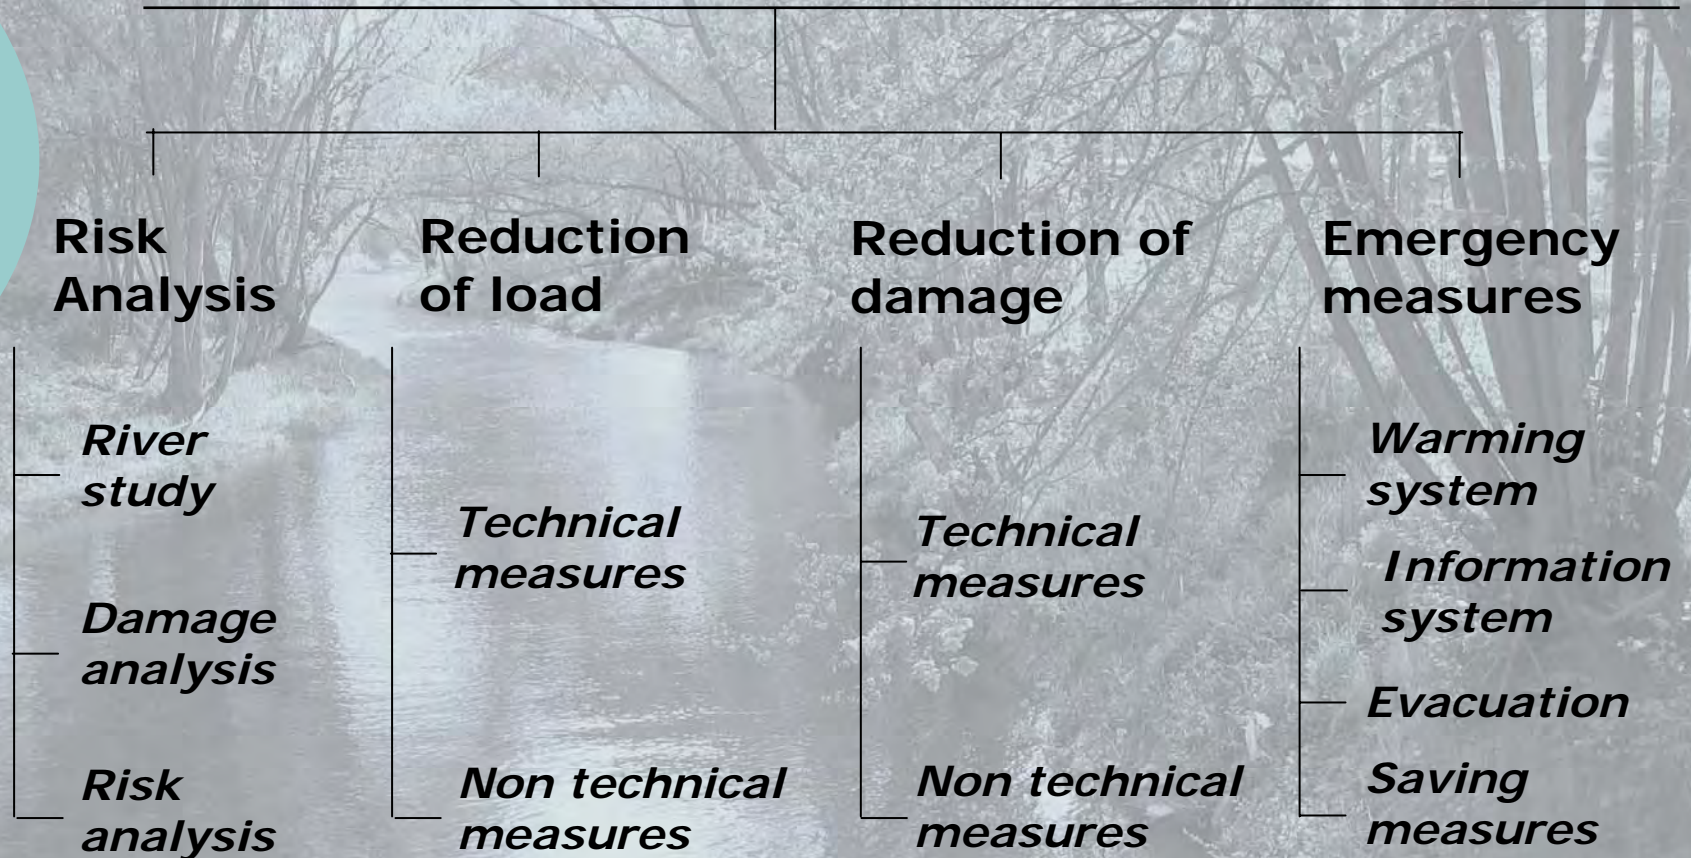 Risk
Analysis
River
study
Damage
analysis
Risk
analysis
Reduction
of load
Technical
measures
Non technical
measures
Reduction of
damage
Technical
measures
Non technical
measures
Emergency
measures
Warming
system
Information
system
Evacuation
Saving
measures